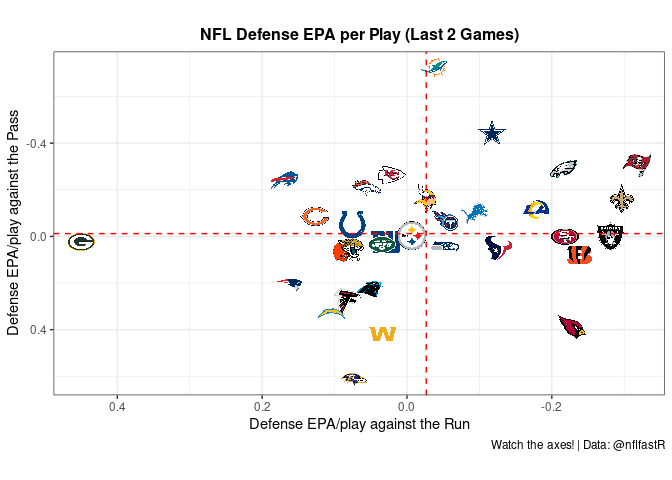 NFL Defense EPA per Play (Last 2 Games)
Defense EPA/play against the Pass
-0.4
0.0
0.4
0.4
0.2
0.0
-0.2
Defense EPA/play against the Run
Watch the axes! | Data: @nflfastR